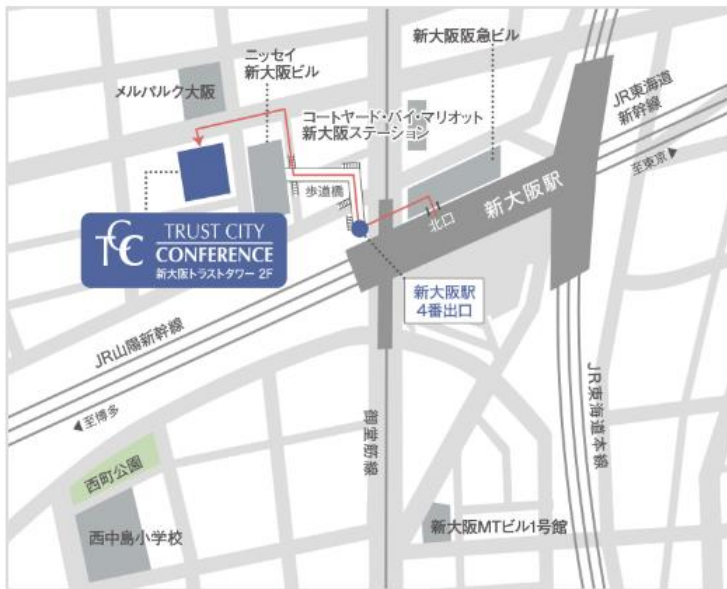 新大阪阪急ビル
ニッセイ
新大阪ビル
メルパルク大阪
JR東海道
新幹線
コートヤード・バイ・マリオット
新大阪ステーション
至東京▶
歩道橋
北口
新大阪駅
TCC
TRUST CITY
CONFERENCE
新大阪トラストタワー 2F
新大阪駅
4番出口
JR山陽新幹線
◀至博多
御堂筋線
JR東海道本線
西町公園
西中島小学校
新大阪MTビル1号館